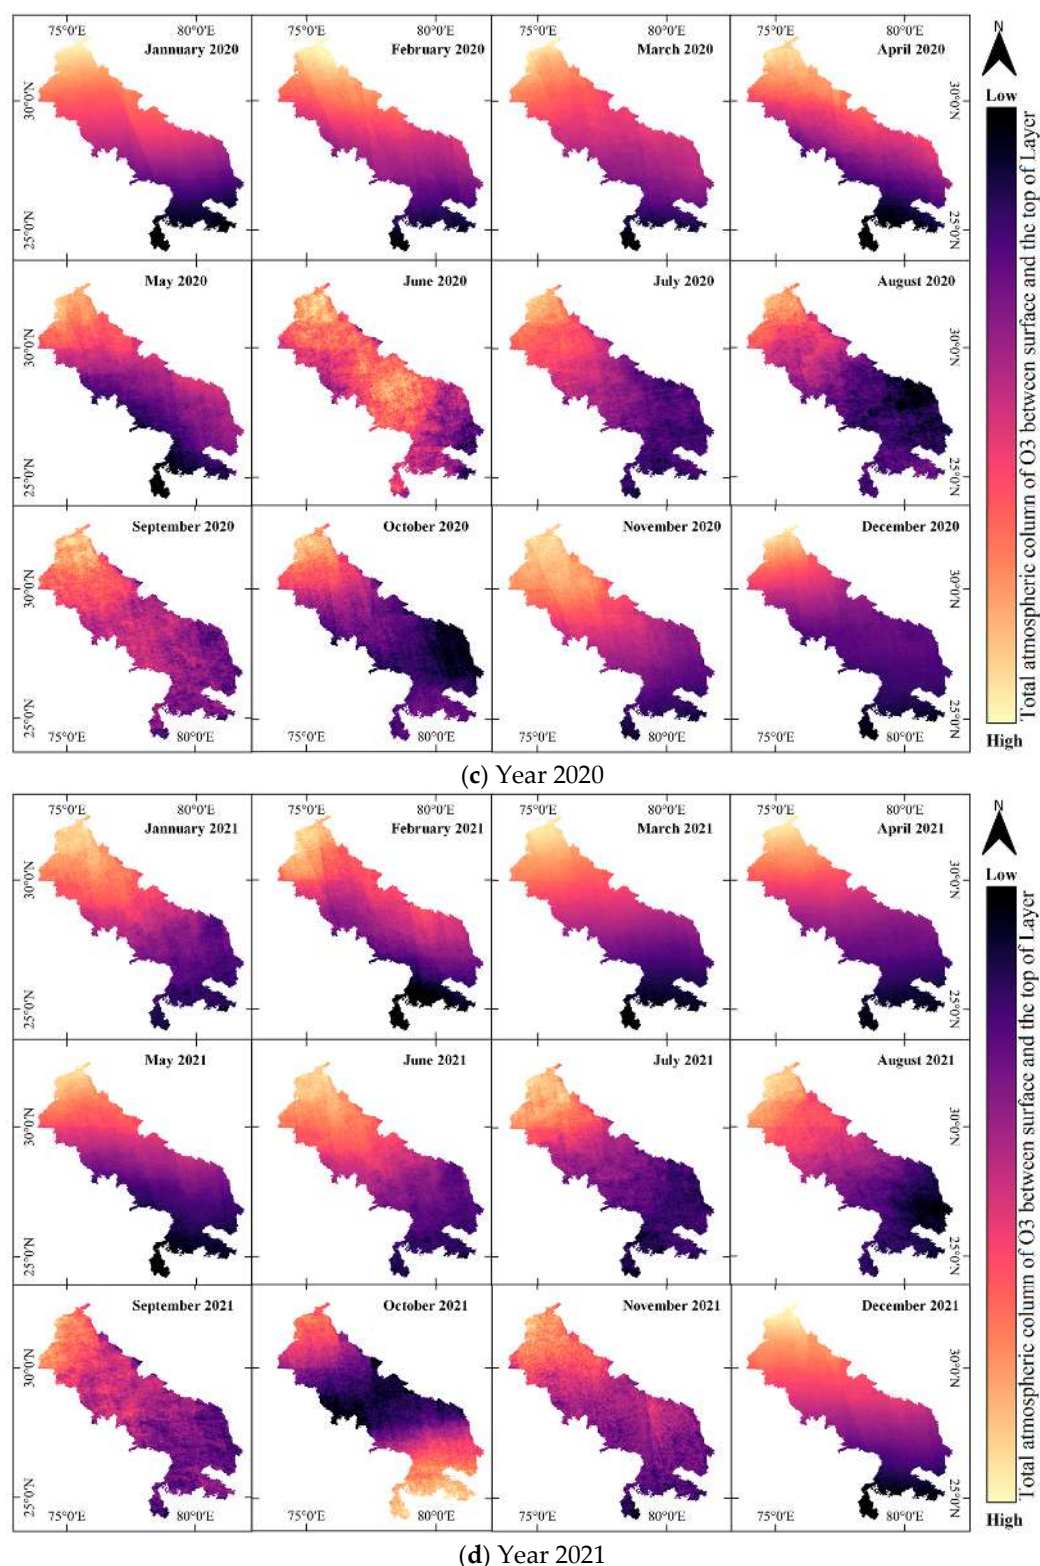 75°0'E 80°0'E 75°0'E 80°0'E 75°0'E 80°0'E 75°0'E 80°0'E
N
Jannuary 2020 February 2020 March 2020 April 2020
30°0'N 30°0'N
Low
25°0'N 25°0'N
May 2020 June 2020 July 2020 August 2020
30°0'N 30°0'N
25°0'N 25°0'N
September 2020 October 2020 November 2020 December 2020
30°0'N 30°0'N
25°0'N 25°0'N
75°0'E 80°0'E 75°0'E 80°0'E 75°0'E 80°0'E 75°0'E 80°0'E
Total atmospheric column of O3 between surface and the top of Layer
High
(c) Year 2020
75°0'E 80°0'E 75°0'E 80°0'E 75°0'E 80°0'E 75°0'E 80°0'E
N
Jannuary 2021 February 2021 March 2021 April 2021
30°0'N 30°0'N
Low
25°0'N 25°0'N
May 2021 June 2021 July 2021 August 2021
30°0'N 30°0'N
25°0'N 25°0'N
September 2021 October 2021 November 2021 December 2021
30°0'N 30°0'N
25°0'N 25°0'N
75°0'E 80°0'E 75°0'E 80°0'E 75°0'E 80°0'E 75°0'E 80°0'E
Total atmospheric column of O3 between surface and the top of Layer
High
(d) Year 2021